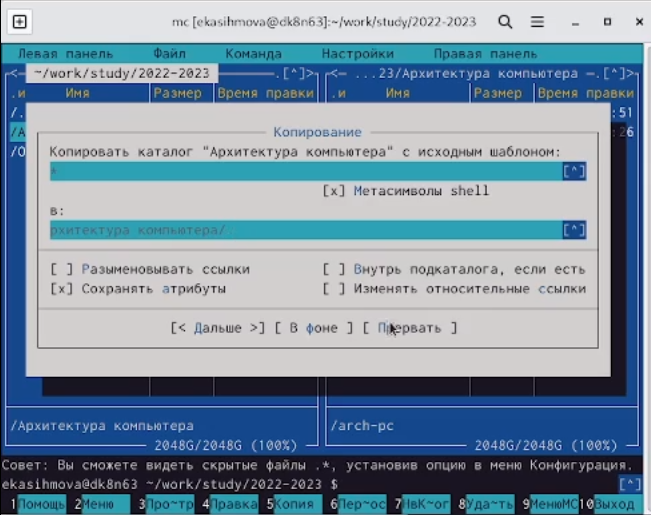 mc [ekasihmova@dk8n63]:~/work/study/2022-2023
Левая панель Файл Команда Настройки Правая панель
~/work/study/2022-2023 .[^]> <— ...23/Архитектура компьютера —.[^]>
.и Имя Размер Время правки .и Имя Размер Время правки
/. :51
/А :26
/О
Копирование
Копировать каталог "Архитектура компьютера" с исходным шаблоном:
* [^]
[x] Метасимволы shell
в:
рхитектура компьютера/ [^]
[ ] Разыменовывать ссылки [ ] Внутрь подкаталога, если есть
[x] Сохранять атрибуты [ ] Изменять относительные ссылки
[< Дальше >] [ В фоне ] [ Прервать ]
/Архитектура компьютера /arch-pc
2048G/2048G (100%) 2048G/2048G (100%)
Совет: Вы сможете видеть скрытые файлы .*, установив опцию в меню Конфигурация.
ekasihmova@dk8n63 ~/work/study/2022-2023 $ [^]
1Помощь 2Меню 3Про~тр 4Правка 5Копия 6Пер~ос 7НвК~ог 8Уда~ть 9МенюMC 10Выход